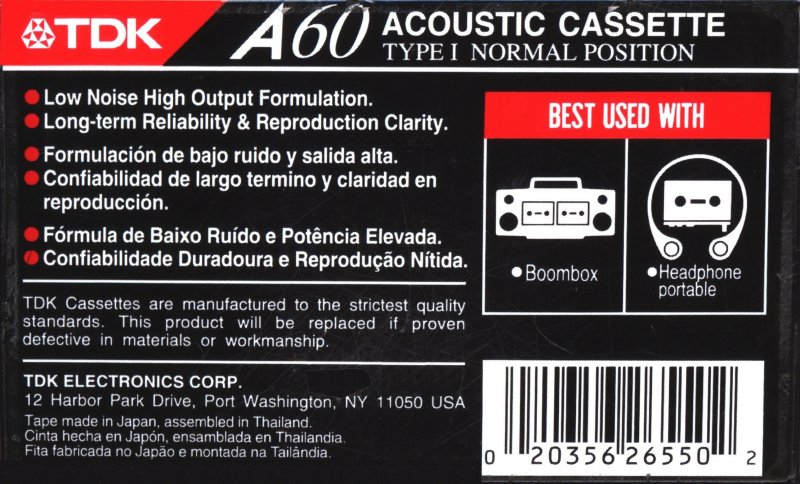 TDK A60 ACOUSTIC CASSETTE
TYPE I NORMAL POSITION
● Low Noise High Output Formulation.
● Long-term Reliability & Reproduction Clarity.
● Formulación de bajo ruido y salida alta.
● Confiabilidad de largo termino y claridad en
reproducción.
● Fórmula de Baixo Ruído e Potência Elevada.
● Confiabilidade Duradoura e Reprodução Nítida.
BEST USED WITH
● Boombox
● Headphone
portable
TDK Cassettes are manufactured to the strictest quality
standards. This product will be replaced if proven
defective in materials or workmanship.
TDK ELECTRONICS CORP.
12 Harbor Park Drive, Port Washington, NY 11050 USA
Tape made in Japan, assembled in Thailand.
Cinta hecha en Japón, ensamblada en Thailandia.
Fita fabricada no Japão e montada na Tailândia.
0 20356 26550 2